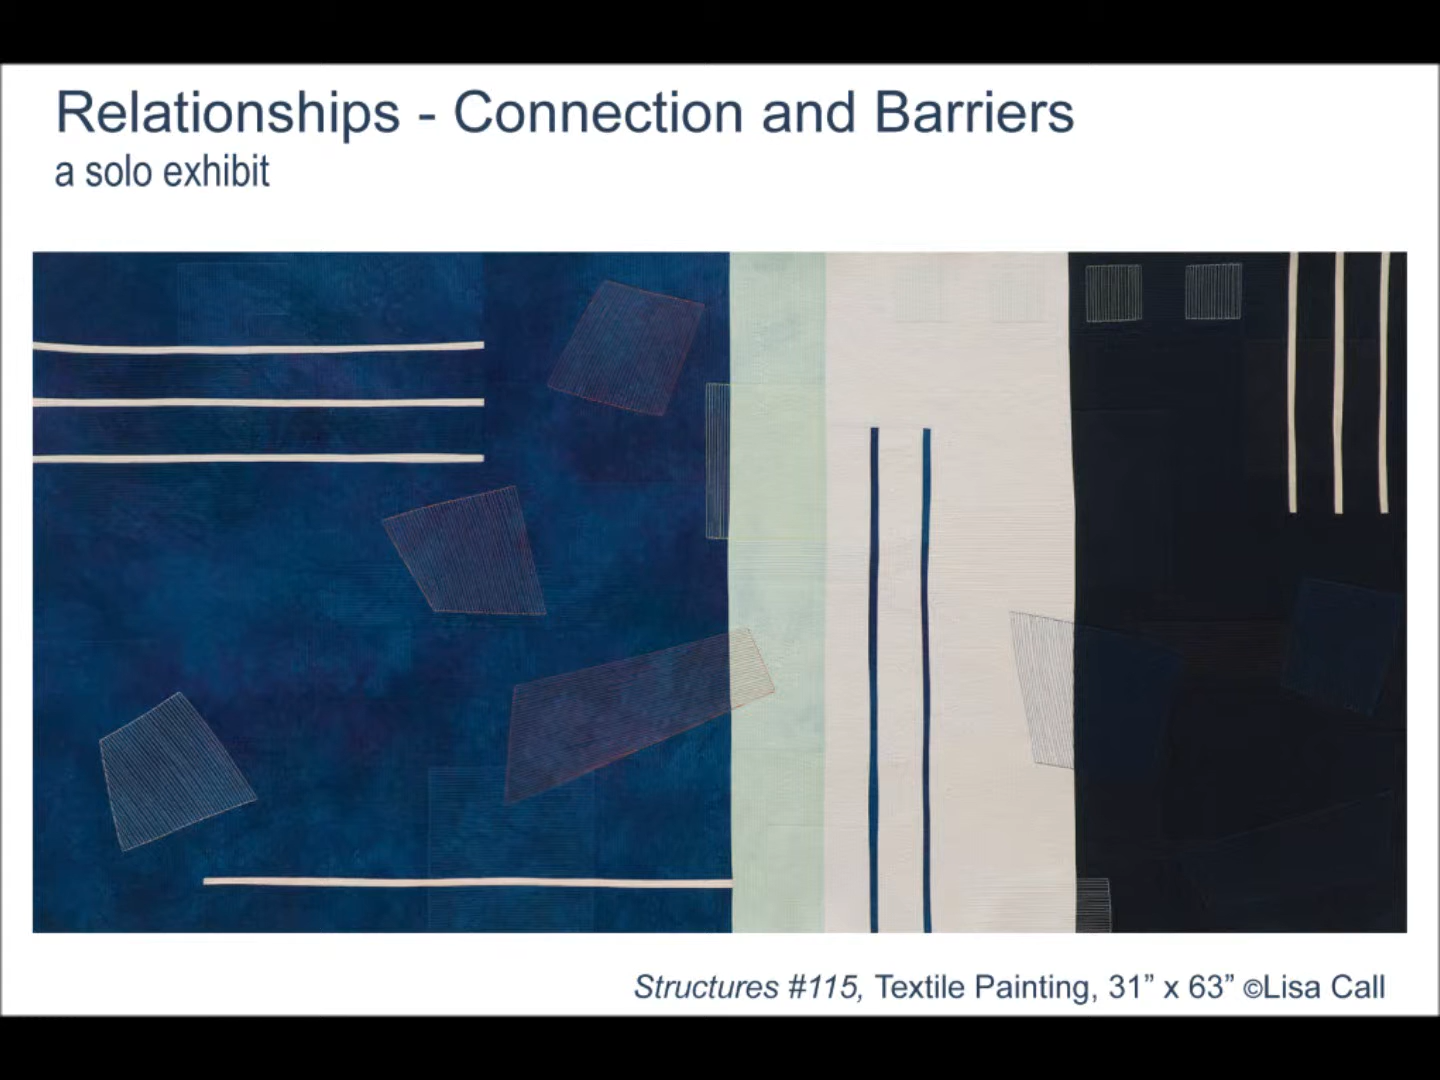 Relationships - Connection and Barriers
a solo exhibit
Structures #115, Textile Painting, 31” x 63” ©Lisa Call